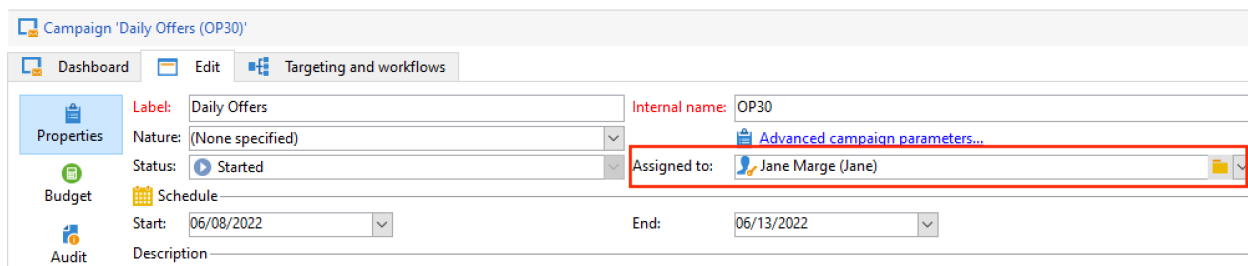 Campaign 'Daily Offers (OP30)'
Dashboard Edit Targeting and workflows
Properties
Budget
Audit
Label: Daily Offers Internal name: OP30
Nature: (None specified) Advanced campaign parameters...
Status: Started Assigned to: Jane Marge (Jane)
Schedule
Start: 06/08/2022 End: 06/13/2022
Description